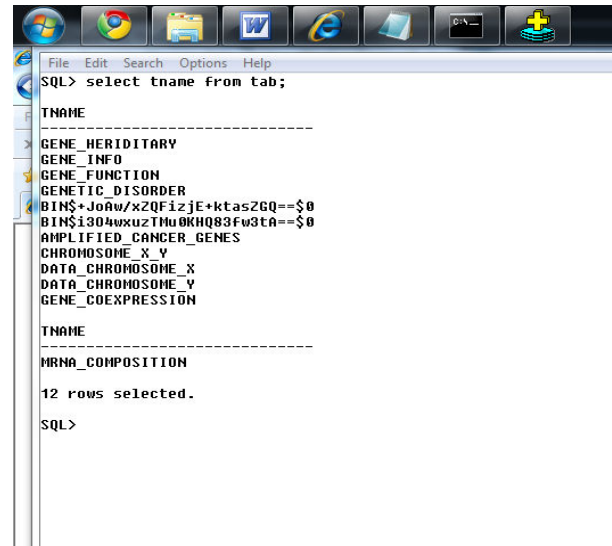 C:\_
File Edit Search Options Help
SQL> select tname from tab;
TNAME
------------------------------
GENE_HERIDITARY
GENE_INFO
GENE_FUNCTION
GENETIC_DISORDER
BIN$+JoAw/xZQFizjE+ktasZGQ==$0
BIN$i3O4wxuzTMu0KHQ83fw3tA==$0
AMPLIFIED_CANCER_GENES
CHROMOSOME_X_Y
DATA_CHROMOSOME_X
DATA_CHROMOSOME_Y
GENE_COEXPRESSION
TNAME
------------------------------
MRNA_COMPOSITION
12 rows selected.
SQL>